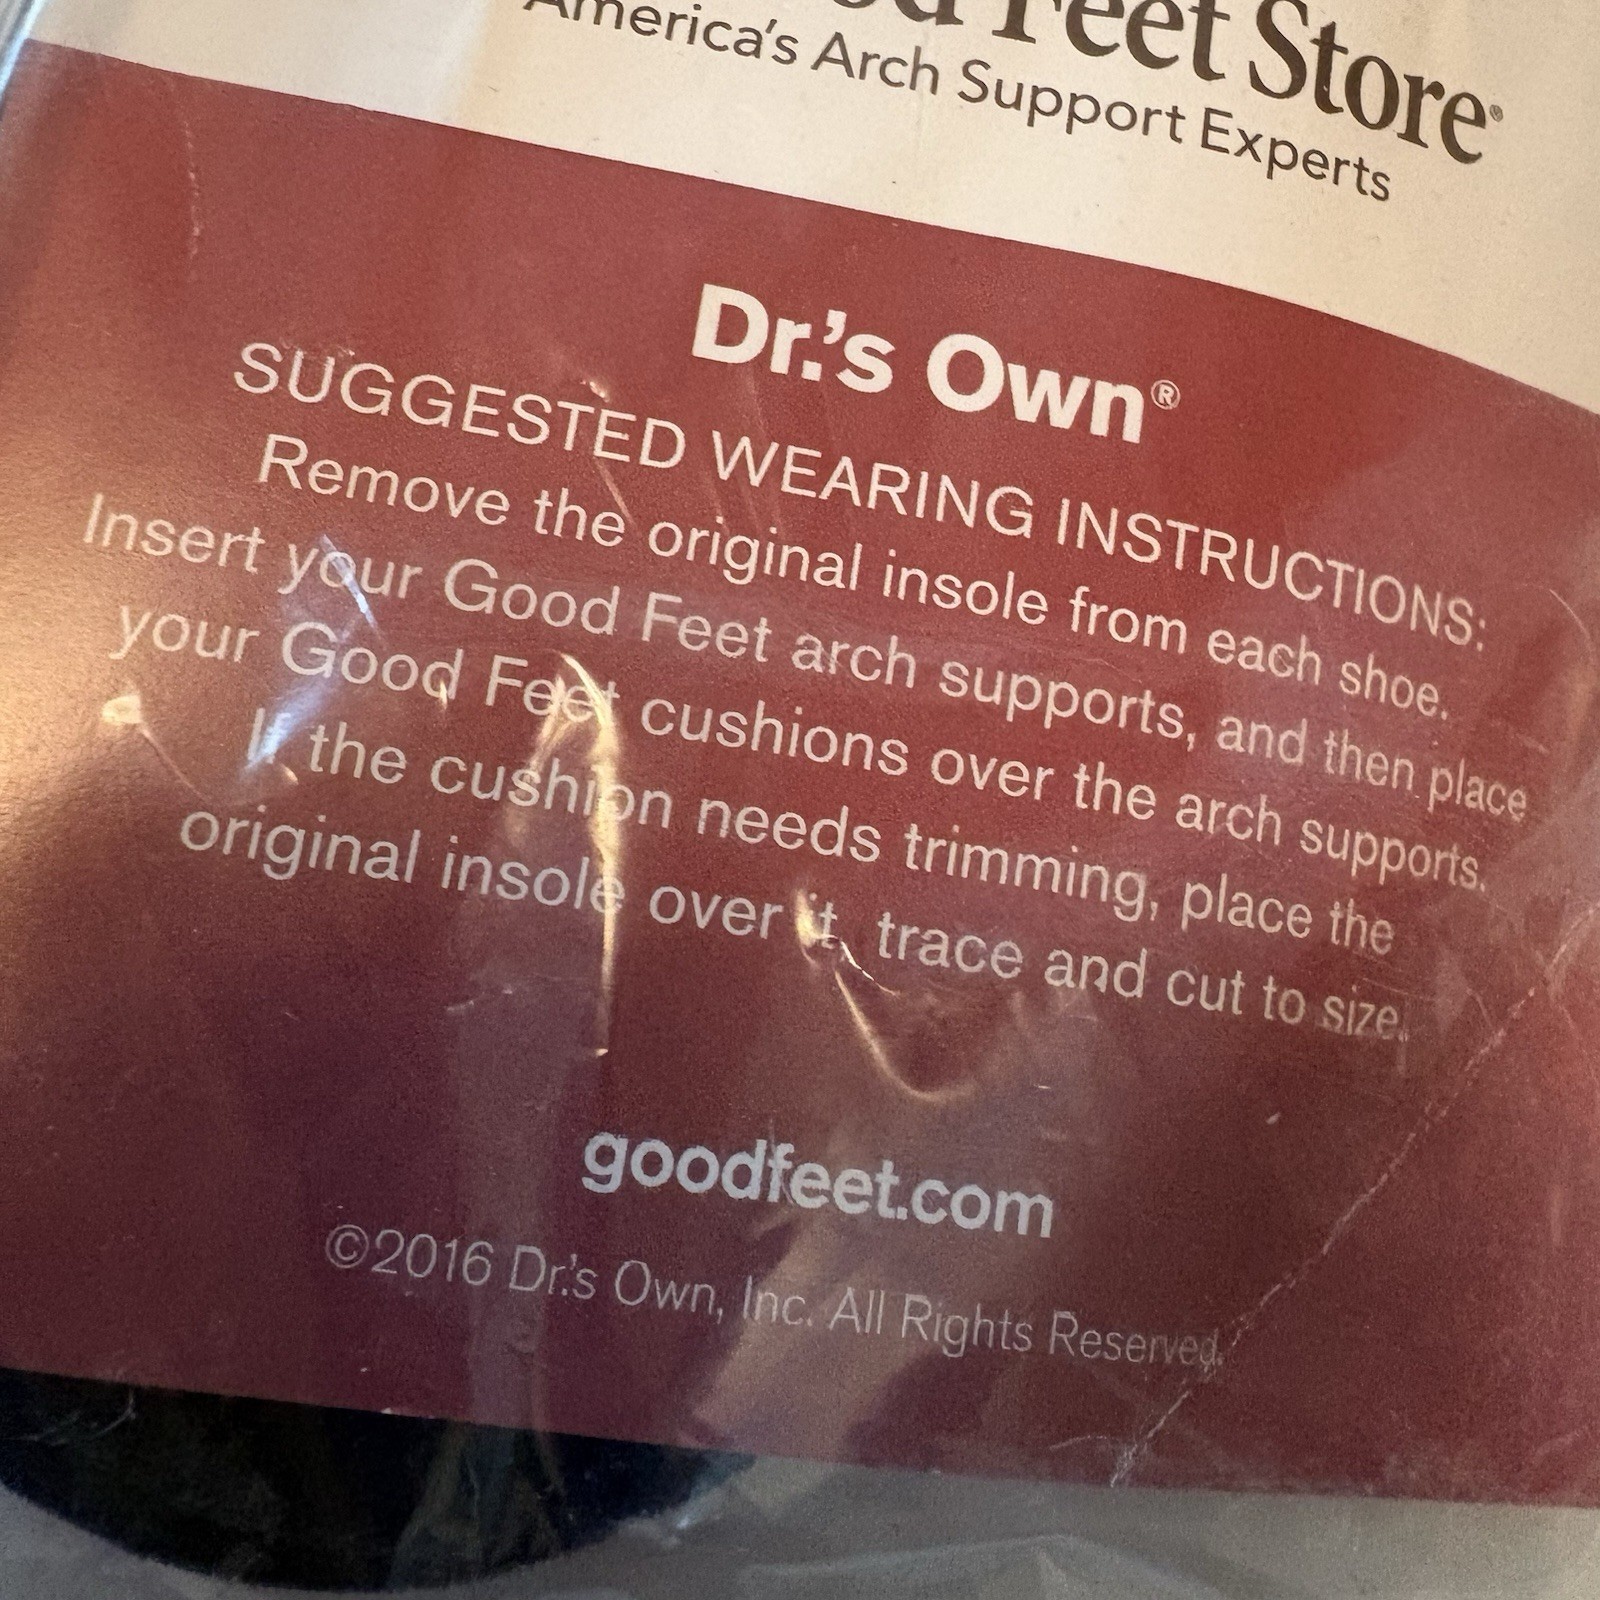 Feet Store®
America's Arch Support Experts
Dr.'s Own®
SUGGESTED WEARING INSTRUCTIONS:
Remove the original insole from each shoe.
Insert your Good Feet arch supports, and then place
your Good Feet cushions over the arch supports.
If the cushion needs trimming, place the
original insole over it, trace and cut to size.
goodfeet.com
©2016 Dr.'s Own, Inc. All Rights Reserved.